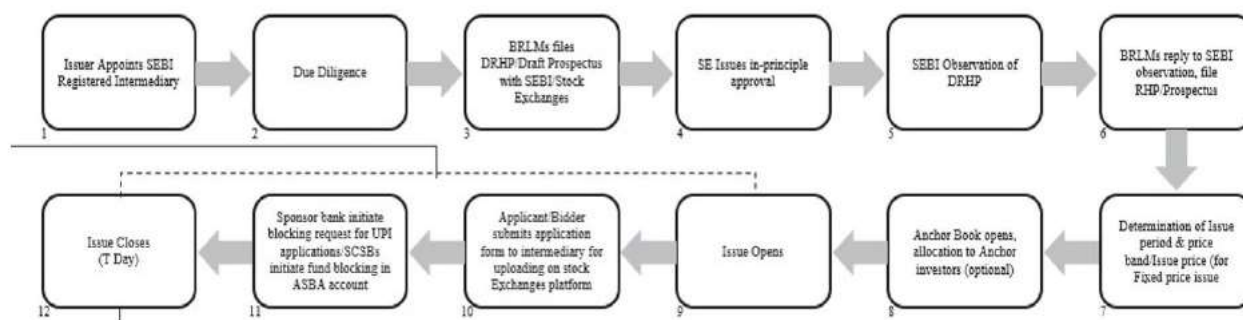 Issuer Appoints SEBI
Registered Intermediary
1
Due Diligence
2
BRLMs files
DRHP/Draft Prospectus
with SEBI/Stock
Exchanges
3
SE Issues in-principle
approval
4
SEBI Observation of
DRHP
5
BRLMs reply to SEBI
observation, file
RHP/Prospectus
6
Determination of Issue
period & price
band/Issue price (for
Fixed price issue
7
Anchor Book opens,
allocation to Anchor
investors (optional)
8
Issue Opens
9
Applicant/Bidder
submits application
form to intermediary for
uploading on stock
Exchanges platform
10
Sponsor bank initiate
blocking request for UPI
applications/SCSBs
initiate fund blocking in
ASBA account
11
Issue Closes
(T Day)
12